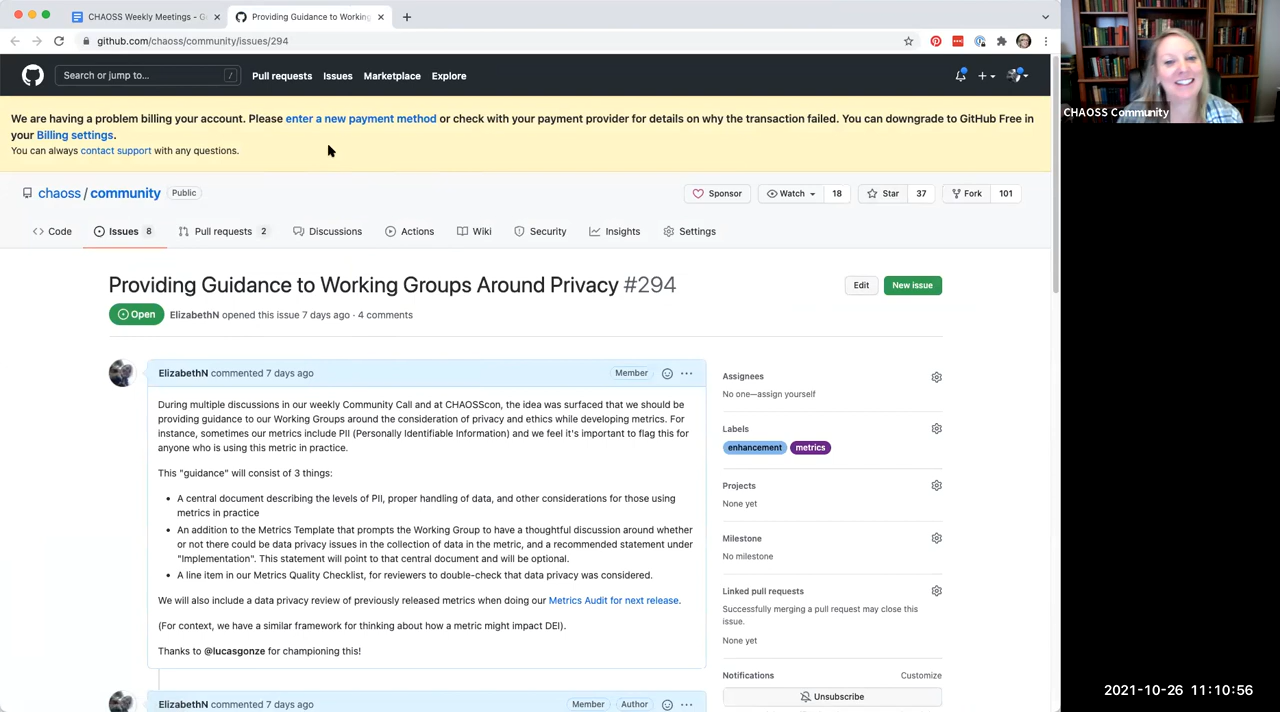 CHAOSS Weekly Meetings - G
Providing Guidance to Working
github.com/chaoss/community/issues/294
Search or jump to...
/
Pull requests
Issues
Marketplace
Explore
CHAOSS Community
We are having a problem billing your account. Please enter a new payment method or check with your payment provider for details on why the transaction failed. You can downgrade to GitHub Free in
your Billing settings.
You can always contact support with any questions.
chaoss / community
Public
Sponsor
Watch
18
Star
37
Fork
101
Code
Issues 8
Pull requests 2
Discussions
Actions
Wiki
Security
Insights
Settings
Providing Guidance to Working Groups Around Privacy #294
Edit
New issue
Open
ElizabethN opened this issue 7 days ago · 4 comments
ElizabethN commented 7 days ago
Member
During multiple discussions in our weekly Community Call and at CHAOSScon, the idea was surfaced that we should be
providing guidance to our Working Groups around the consideration of privacy and ethics while developing metrics. For
instance, sometimes our metrics include PII (Personally Identifiable Information) and we feel it's important to flag this for
anyone who is using this metric in practice.
This "guidance" will consist of 3 things:
• A central document describing the levels of PII, proper handling of data, and other considerations for those using
metrics in practice
• An addition to the Metrics Template that prompts the Working Group to have a thoughtful discussion around whether
or not there could be data privacy issues in the collection of data in the metric, and a recommended statement under
"Implementation". This statement will point to that central document and will be optional.
• A line item in our Metrics Quality Checklist, for reviewers to double-check that data privacy was considered.
We will also include a data privacy review of previously released metrics when doing our Metrics Audit for next release.
(For context, we have a similar framework for thinking about how a metric might impact DEI).
Thanks to @lucasgonze for championing this!
ElizabethN commented 7 days ago
Member
Author
Assignees
No one—assign yourself
Labels
enhancement
metrics
Projects
None yet
Milestone
No milestone
Linked pull requests
Successfully merging a pull request may close this
issue.
None yet
Notifications
Customize
Unsubscribe
2021-10-26 11:10:56